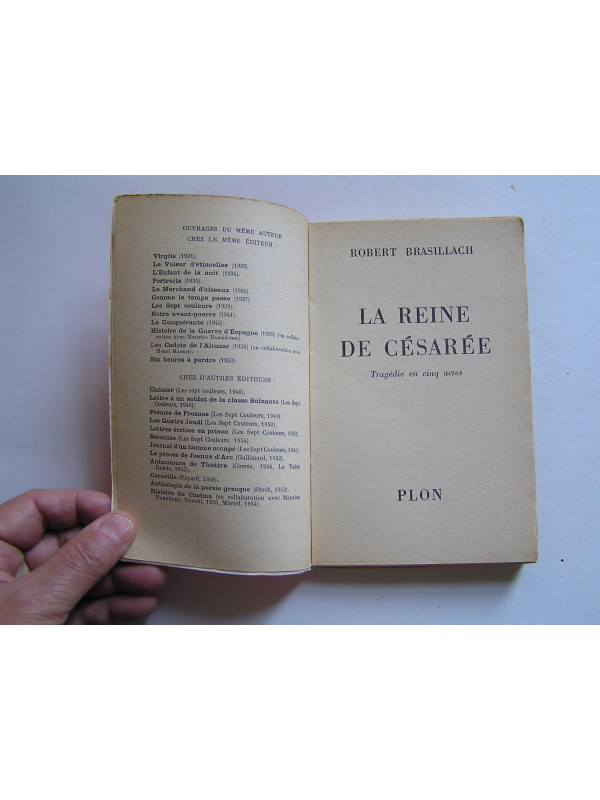 OUVRAGES DU MÊME AUTEUR
CHEZ LE MÊME ÉDITEUR :
Virgile (1931).
Le Voleur d'étincelles (1932).
L'Enfant de la nuit (1934).
Portraits (1935).
Le Marchand d'oiseaux (1936).
Comme le temps passe (1937).
Les Sept couleurs (1939).
Notre avant-guerre (1941).
La Conquérante (1943).
Histoire de la Guerre d'Espagne (1939) (en collabo-
ration avec Maurice BARDÈCHE).
Les Cadets de l'Alcazar (1936) (en collaboration avec
Henri MASSIS).
Six heures à perdre (1953).
CHEZ D'AUTRES ÉDITEURS :
Chénier (Les sept couleurs, 1948).
Lettre à un soldat de la classe Soixante (Les Sept
Couleurs, 1948).
Poèmes de Fresnes (Les Sept Couleurs, 1949).
Les Quatre Jeudi (Les Sept Couleurs, 1950).
Lettres écrites en prison (Les Sept Couleurs, 1952).
Bérénice (Les Sept Couleurs, 1954).
Journal d'un homme occupé (Les Sept Couleurs,
Le procès de Jeanne d'Arc (Gallimard, 1932).
Animateurs de Théâtre (Corrêa, 1936, La Table
Ronde,
Corneille (Fayard, 1938).
Anthologie de la poésie grecque (Stock, 1952).
Histoire du Cinéma (en collaboration avec Maurice
BARDÈCHE, Denoël, 1935, Martel, 1954).
ROBERT BRASILLACH
LA REINE
DE CÉSARÉE
Tragédie en cinq actes
PLON